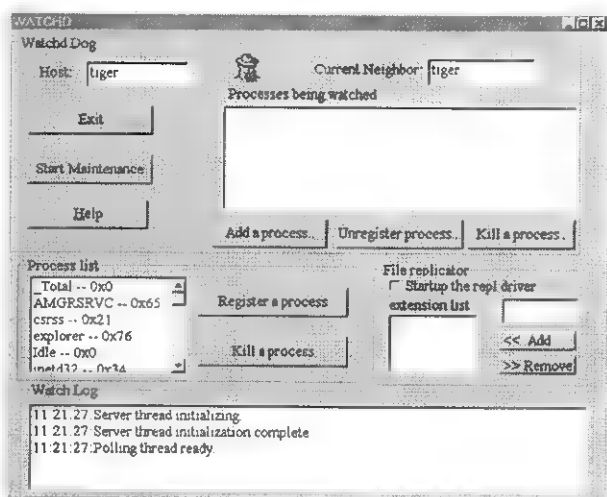 WATCHD
Watchd Dog
Host: tiger
Current Neighbor: tiger
Processes being watched
Exit
Start Maintenance
Help
Add a process..
Unregister process..
Kill a process.
Process list
_Total -- 0x0
AMGRSRVC -- 0x65
csrss -- 0x21
explorer -- 0x76
Idle -- 0x0
inetd32 -- 0x34
Register a process
Kill a process
File replicator
Startup the repl driver
extension list
<< Add
>> Remove
Watch Log
11:21:27:Server thread initializing.
11:21:27:Server thread initialization complete
11:21:27:Polling thread ready.